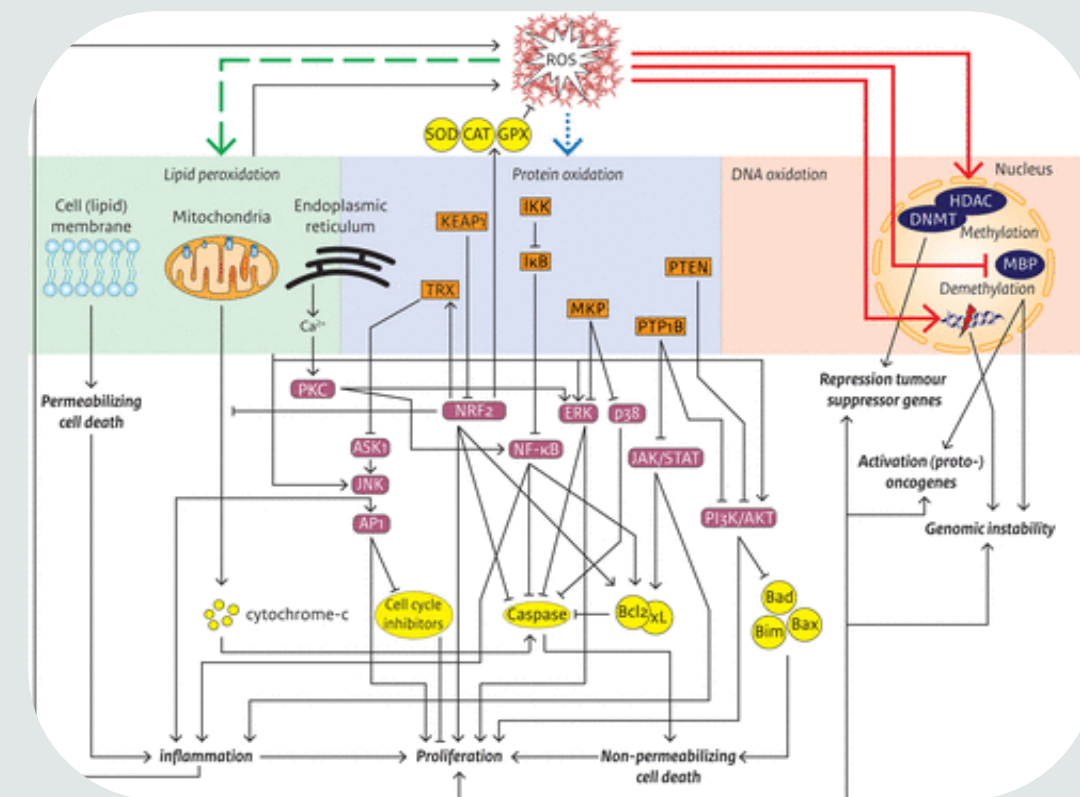 ROS
SOD CAT GPX
Lipid peroxidation
Protein oxidation
DNA oxidation
Nucleus
Cell (lipid)
membrane
Mitochondria
Endoplasmic
reticulum
KEAP1
IKK
HDAC
DNMT
Methylation
IκB
PTEN
MBP
TRX
Demethylation
MKP
Ca2+
PTP1B
PKC
Repression tumour
suppressor genes
Permeabilizing
cell death
NRF2
ERK
p38
ASK1
NF-κB
JAK/STAT
Activation (proto-)
oncogenes
JNK
AP1
PI3K/AKT
Genomic instability
cytochrome-c
Cell cycle
inhibitors
Caspase
Bcl2/xL
Bad
Bim
Bax
inflammation
Proliferation
Non-permeabilizing
cell death